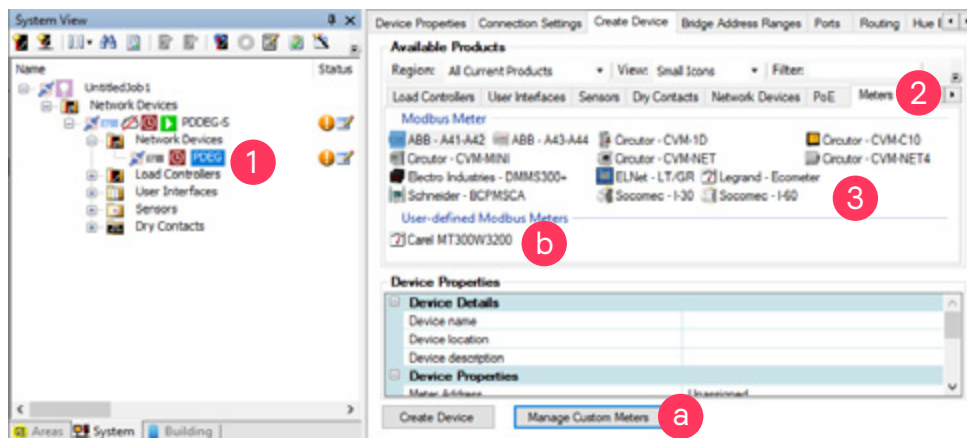 System View
Name Status
UntitledJob1
Network Devices
PDDEG-S
Network Devices
PDEG
1
Load Controllers
User Interfaces
Sensors
Dry Contacts
Areas System Building
Device Properties Connection Settings Create Device Bridge Address Ranges Ports Routing Hue
Available Products
Region: All Current Products View: Small Icons Filter:
Load Controllers User Interfaces Sensors Dry Contacts Network Devices PoE Meters 2
Modbus Meter
ABB - A41-A42 ABB - A43-A44 Circutor - CVM-1D Circutor - CVM-C10
Circutor - CVM-MINI Circutor - CVM-NET Circutor - CVM-NET4
Electro Industries - DMMS300+ ELNet - LT/GR Legrand - Ecometer
Schneider - BCPMSCA Socomec - I-30 Socomec - I-60 3
User-defined Modbus Meters
Carel MT300W3200 b
Device Properties
Device Details
Device name
Device location
Device description
Device Properties
Meter Address Unassigned
Create Device Manage Custom Meters a